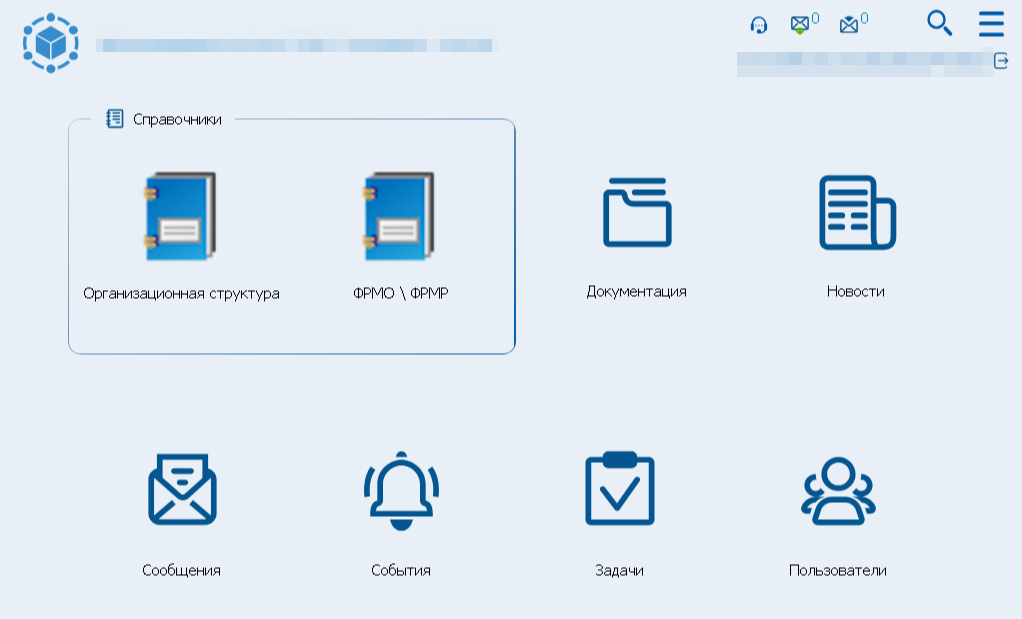 0
0
Справочники
Организационная структура
ФРМО \ ФРМР
Документация
Новости
Сообщения
События
Задачи
Пользователи